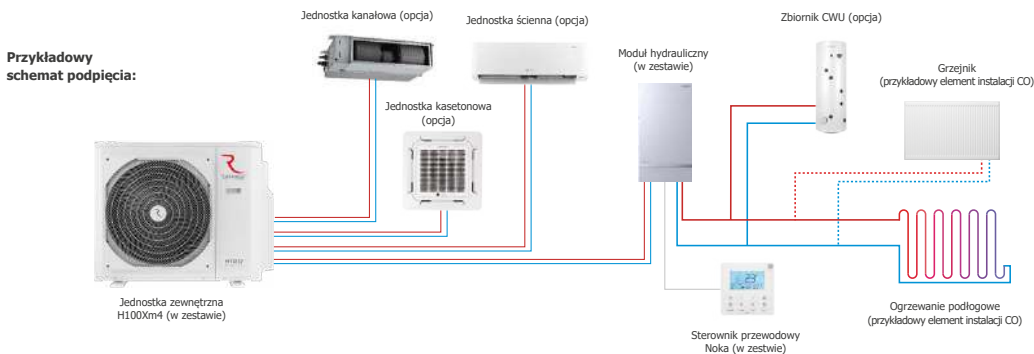 Przykładowy
schemat podpięcia:
Jednostka kanałowa (opcja)
Jednostka ścienna (opcja)
Jednostka kasetonowa
(opcja)
Moduł hydrauliczny
(w zestawie)
Zbiornik CWU (opcja)
Grzejnik
(przykładowy element instalacji CO)
R
Jednostka zewnętrzna
H100Xm4 (w zestawie)
Sterownik przewodowy
Noka (w zestwie)
Ogrzewanie podłogowe
(przykładowy element instalacji CO)